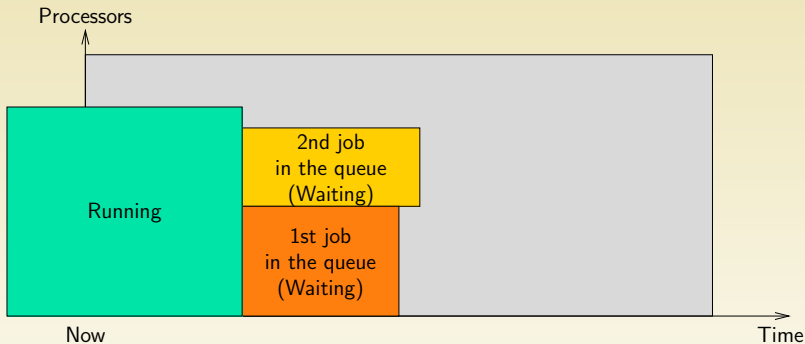 Processors
2nd job
in the queue
(Waiting)
Running
1st job
in the queue
(Waiting)
Now
Time